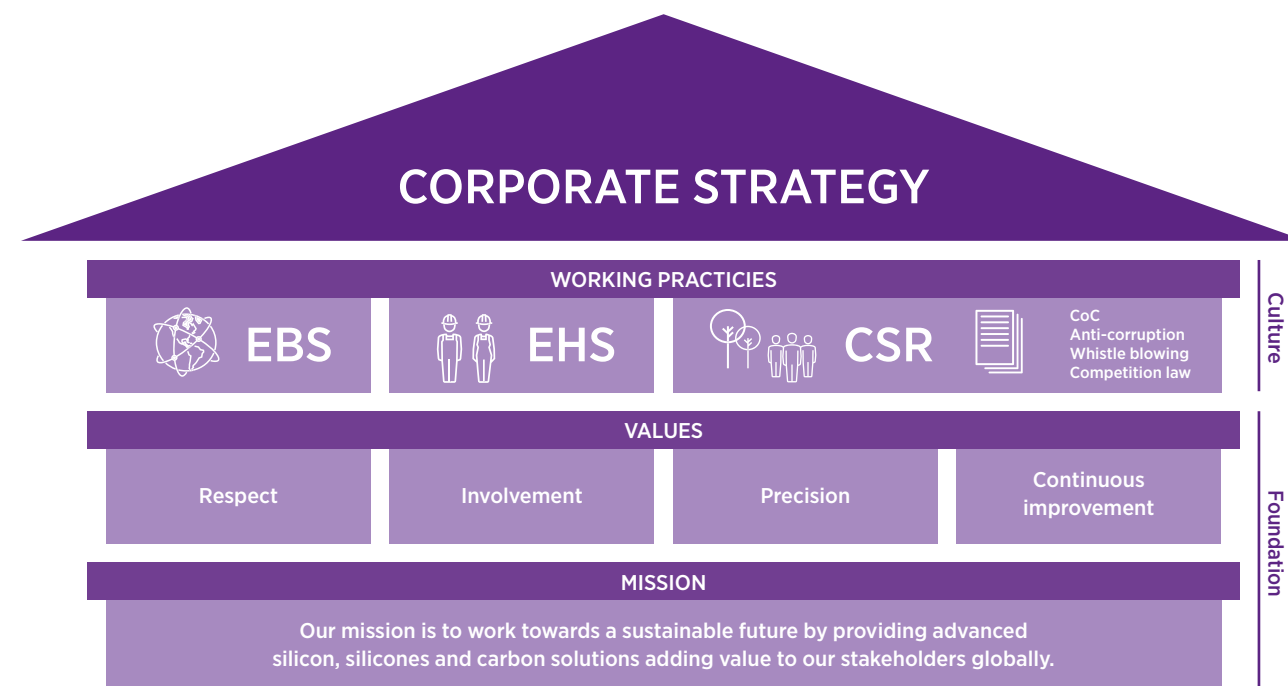 CORPORATE STRATEGY
WORKING PRACTICIES
EBS
EHS
CSR
CoC
Anti-corruption
Whistle blowing
Competition law
Culture
VALUES
Respect
Involvement
Precision
Continuous
improvement
Foundation
MISSION
Our mission is to work towards a sustainable future by providing advanced
silicon, silicones and carbon solutions adding value to our stakeholders globally.